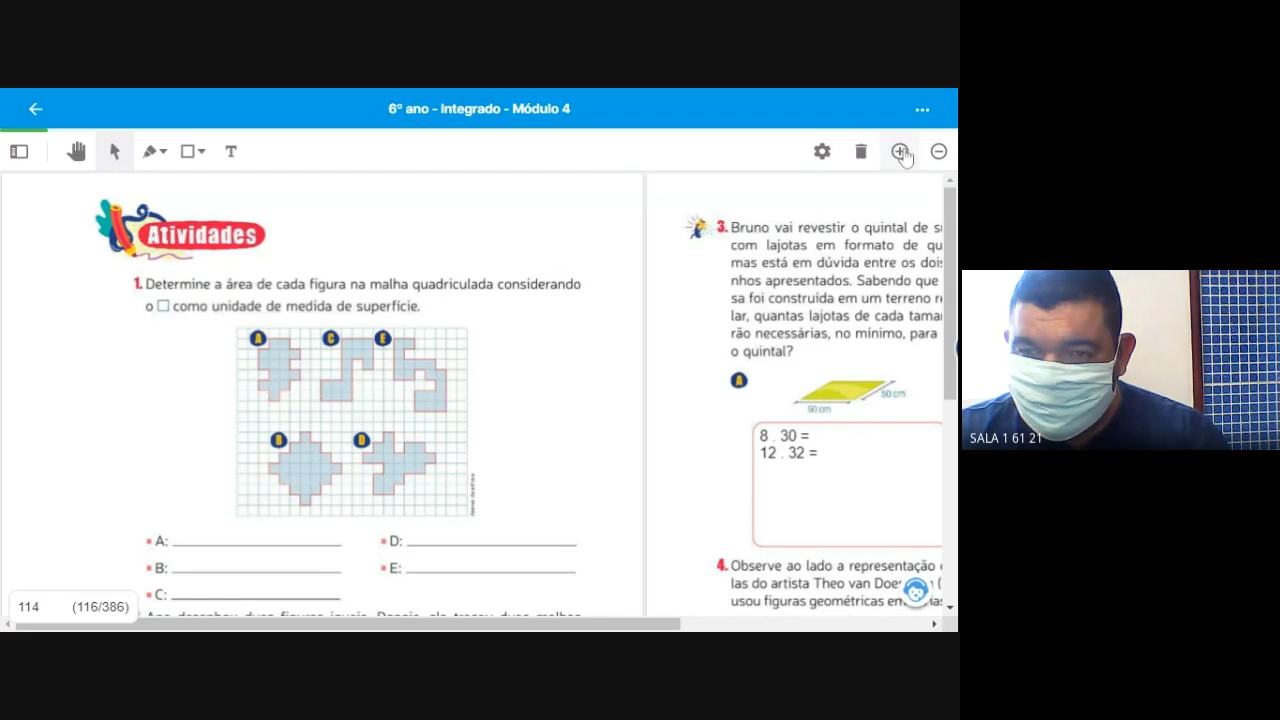 6º ano - Integrado - Módulo 4
T
Atividades
1. Determine a área de cada figura na malha quadriculada considerando
o □ como unidade de medida de superfície.
A
C
E
B
D
A:
B:
C:
D:
E:
114 (116/386)
3. Bruno vai revestir o quintal de
com lajotas em formato de
mas está em dúvida entre os dois
nhos apresentados. Sabendo que
sa foi construída em um terreno
lar, quantas lajotas de cada
rão necessárias, no mínimo, para
o quintal?
A
50 cm
50 cm
8 . 30 =
12 . 32 =
4. Observe ao lado a representação
las do artista Theo van
usou figuras geométricas
SALA 1 61 21